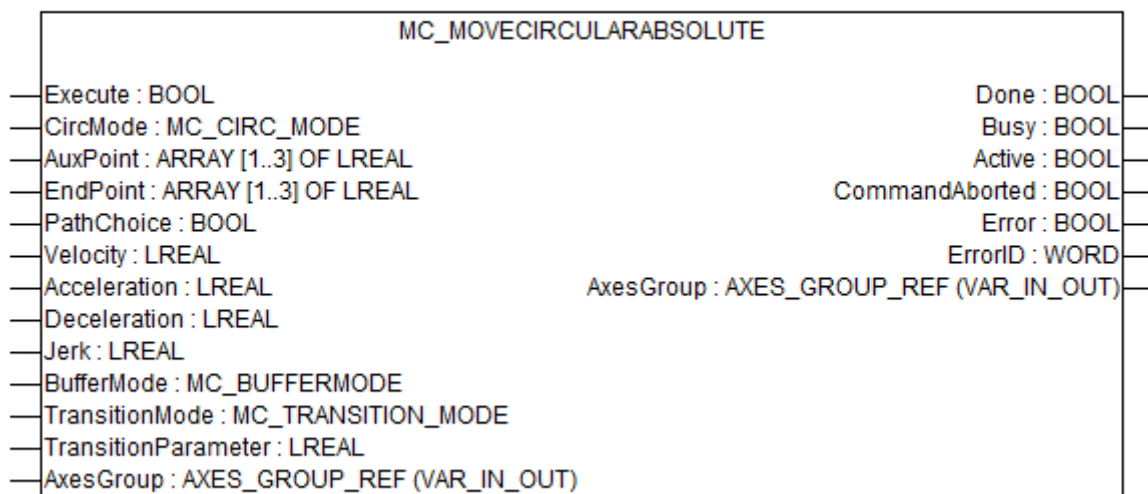 MC_MOVECIRCULARABSOLUTE
Execute : BOOL Done : BOOL
CircMode : MC_CIRC_MODE Busy : BOOL
AuxPoint : ARRAY [1..3] OF LREAL Active : BOOL
EndPoint : ARRAY [1..3] OF LREAL CommandAborted : BOOL
PathChoice : BOOL Error : BOOL
Velocity : LREAL ErrorID : WORD
Acceleration : LREAL AxesGroup : AXES_GROUP_REF (VAR_IN_OUT)
Deceleration : LREAL
Jerk : LREAL
BufferMode : MC_BUFFERMODE
TransitionMode : MC_TRANSITION_MODE
TransitionParameter : LREAL
AxesGroup : AXES_GROUP_REF (VAR_IN_OUT)